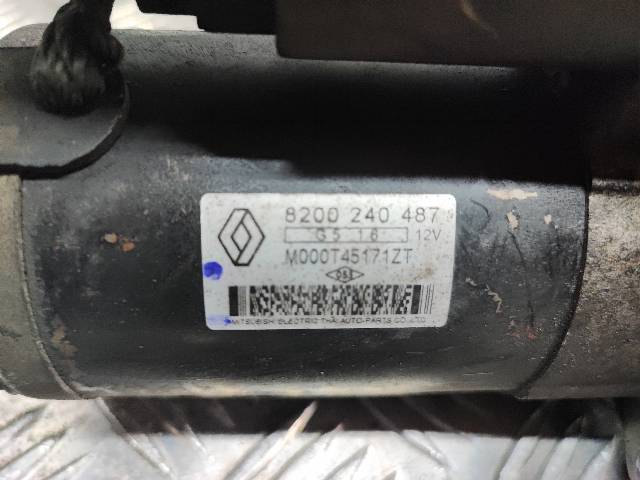 8200 240 487
G5 16 12V
M000T45171ZT
MITSUBISHI ELECTRIC THAI AUTO-PARTS CO.,LTD.